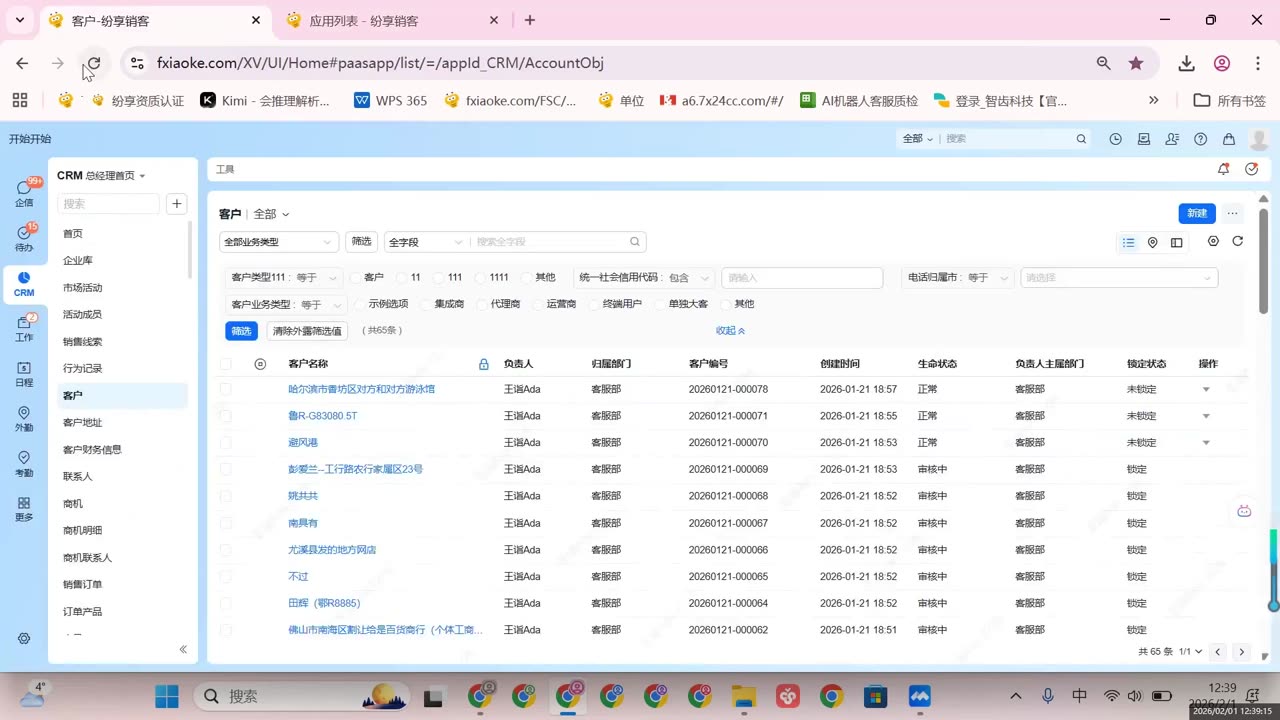 客户-纷享销客
应用列表 - 纷享销客
fxiaoke.com/XV/UI/Home#paasapp/list/=/appId_CRM/AccountObj
纷享资质认证
Kimi - 会推理解析...
WPS 365
fxiaoke.com/FSC/...
单位
a6.7x24cc.com/#/
AI机器人客服质检
登录_智齿科技【官...
所有书签
开始开始
全部
搜索
CRM 总经理首页
工具
99+
企信
15
待办
CRM
2
工作
日程
外勤
考勤
更多
搜索
首页
企业库
市场活动
活动成员
销售线索
行为记录
客户
客户地址
客户财务信息
联系人
商机
商机明细
商机联系人
销售订单
订单产品
客户 全部
新建
全部业务类型
筛选
全字段
搜索全字段
客户类型111: 等于 客户 11 111 1111 其他 统一社会信用代码: 包含 请输入 电话归属市: 等于 请选择
客户业务类型: 等于 示例选项 集成商 代理商 运营商 终端用户 单独大客 其他
筛选 清除外露筛选值 (共65条) 收起
客户名称 负责人 归属部门 客户编号 创建时间 生命状态 负责人主属部门 锁定状态 操作
哈尔滨市香坊区对方和对方游泳馆 王谐Ada 客服部 20260121-000078 2026-01-21 18:57 正常 客服部 未锁定
鲁R-G83080.5T 王谐Ada 客服部 20260121-000071 2026-01-21 18:55 正常 客服部 未锁定
避风港 王谐Ada 客服部 20260121-000070 2026-01-21 18:53 正常 客服部 未锁定
彭爱兰--工行路农行家属区23号 王谐Ada 客服部 20260121-000069 2026-01-21 18:53 审核中 客服部 锁定
姚共共 王谐Ada 客服部 20260121-000068 2026-01-21 18:52 审核中 客服部 锁定
南具有 王谐Ada 客服部 20260121-000067 2026-01-21 18:52 审核中 客服部 锁定
尤溪县发的地方网店 王谐Ada 客服部 20260121-000066 2026-01-21 18:52 审核中 客服部 锁定
不过 王谐Ada 客服部 20260121-000065 2026-01-21 18:52 审核中 客服部 锁定
田辉(鄂R8885) 王谐Ada 客服部 20260121-000064 2026-01-21 18:52 审核中 客服部 锁定
佛山市南海区割让给是百货商行(个体工商... 王谐Ada 客服部 20260121-000062 2026-01-21 18:51 审核中 客服部 锁定
共 65 条 1/1
4°
搜索
中
12:39
2026/02/01 12:39:15